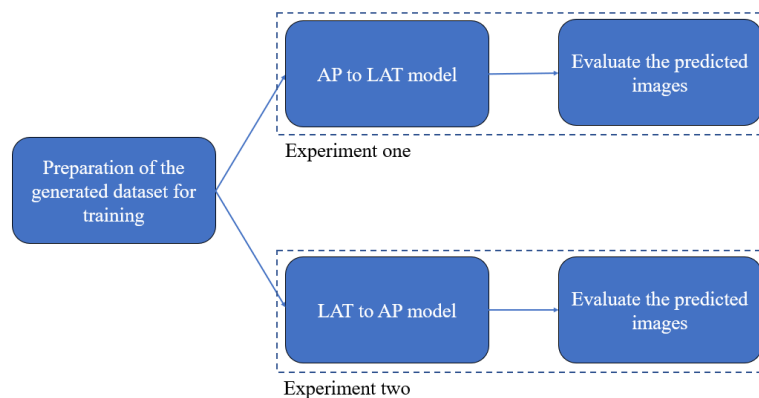 AP to LAT model
Evaluate the predicted
images
Experiment one
Preparation of the
generated dataset for
training
LAT to AP model
Evaluate the predicted
images
Experiment two